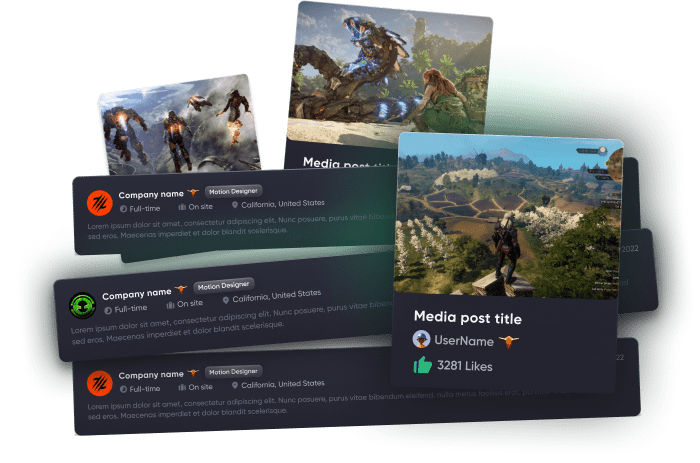 Media post title
Company name
Motion Designer
Full-time
On site
California, United States
Lorem ipsum dolor sit amet, consectetur adipiscing elit. Nunc posuere, purus vitae
sed eros. Maecenas imperdiet et dolor blandit scelerisque.
2022
Company name
Motion Designer
Full-time
On site
California, United States
Lorem ipsum dolor sit amet, consectetur adipiscing elit. Nunc posuere, purus vitae
sed eros. Maecenas imperdiet et dolor blandit scelerisque.
Media post title
UserName
3281 Likes
Company name
Motion Designer
Full-time
On site
California, United States
2022
Lorem ipsum dolor sit amet, consectetur adipiscing elit. Nunc posuere, purus vitae bibendum eleifend,
sed eros. Maecenas imperdiet et dolor blandit scelerisque.